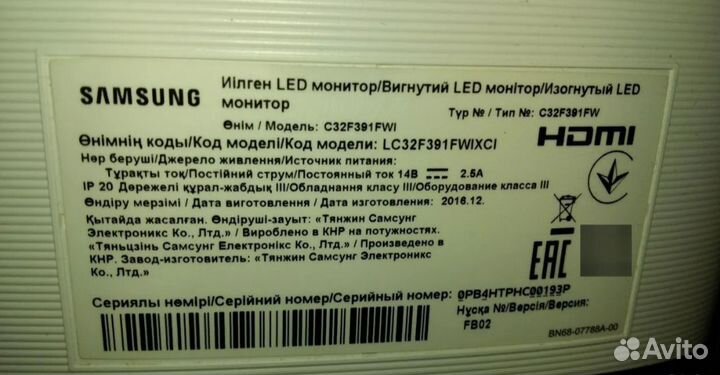 SAMSUNG
Иілген LED монитор/Вигнутий LED монітор/Изогнутый LED
монитор
Түр № / Тип №: C32F391FW
Өнім / Модель: C32F391FWI
Өнімнің коды/Код моделі/Код модели: LC32F391FWIXCI
HDMI
Нәр беруші/Джерело живлення/Источник питания:
Тұрақты ток/Постійний струм/Постоянный ток 14В 2.5A
IP 20 Дәрежелі құрал-жабдық III/Обладнання класу III/Оборудование класса III
Өндіру мерзімі / Дата виготовлення / Дата изготовления: 2016.12.
Қытайда жасалған. Өндіруші-зауыт: «Тянжин Самсунг
Электроникс Ко., Лтд.» / Вироблено в КНР на потужностях:
«Тяньцзінь Самсунг Електронікс Ко., Лтд.» / Произведено в
КНР. Завод-изготовитель: «Тянжин Самсунг Электроникс
Ко., Лтд.»
EAC
Сериялы нөмірі/Серійний номер/Серийный номер: 0PB4HTPHC00193P
Нұсқа №/Версія/Версия:
FB02
BN68-07788A-00
Avito